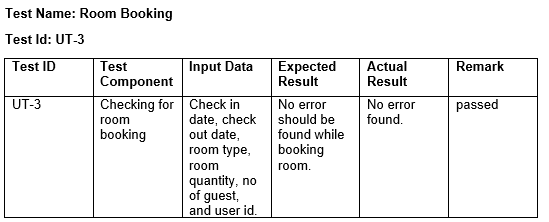 Test Name: Room Booking
Test Id: UT-3
Test ID Test Component Input Data Expected Result Actual Result Remark
UT-3 Checking for room booking Check in date, check out date, room type, room quantity, no of guest, and user id. No error should be found while booking room. No error found. passed